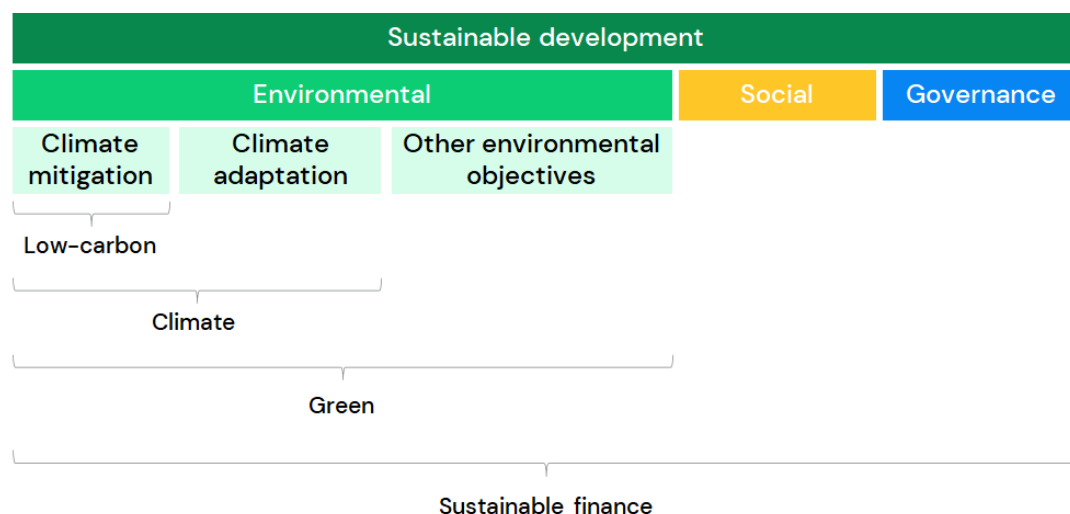 Sustainable development
Environmental Social Governance
Climate mitigation
Climate adaptation
Other environmental objectives
Low-carbon
Climate
Green
Sustainable finance